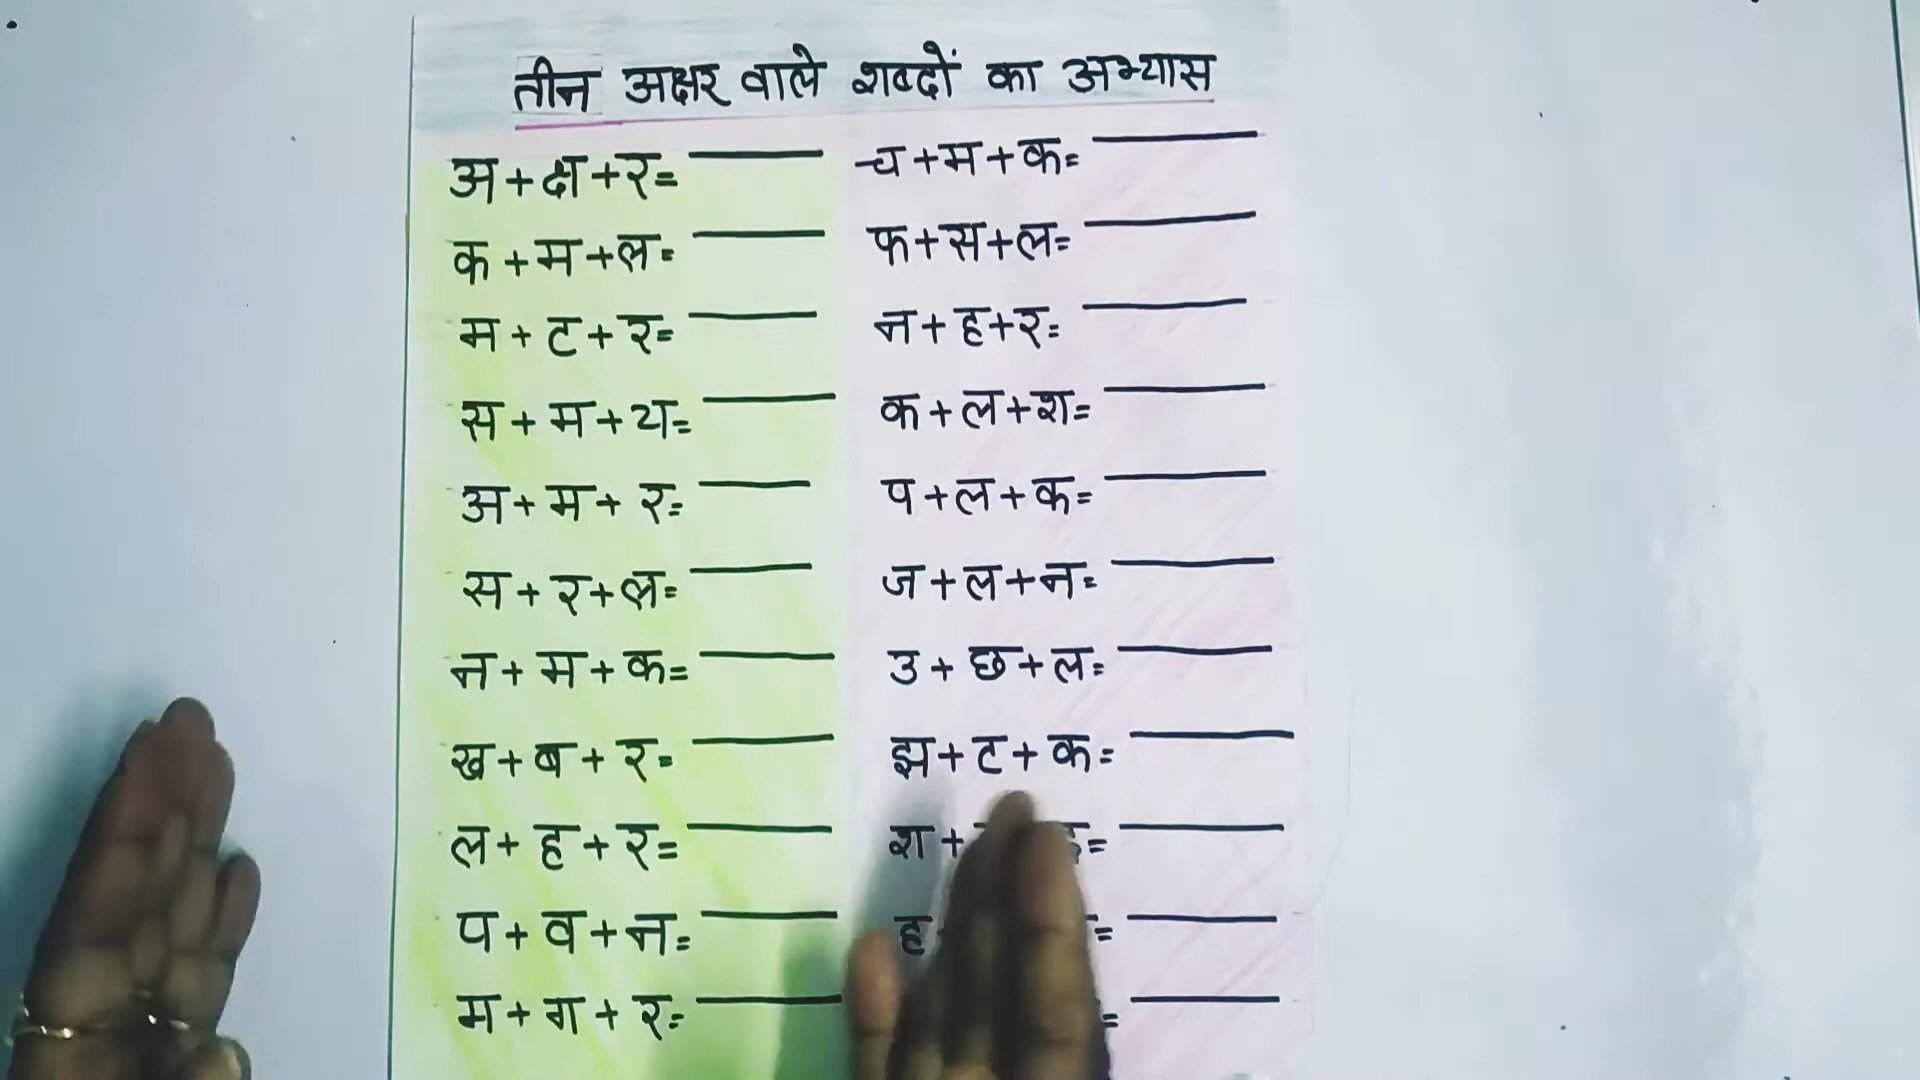 तीन अक्षर वाले शब्दों का अभ्यास
अ+क्ष+र=
क+म+ल=
म+ट+र=
स+म+य=
अ+म+र=
स+र+ल=
न+म+क=
ख+ब+र=
ल+ह+र=
प+व+न=
म+ग+र=
च+म+क=
फ+स+ल=
न+ह+र=
क+ल+श=
प+ल+क=
ज+ल+न=
उ+छ+ल=
झ+ट+क=
श+
ह